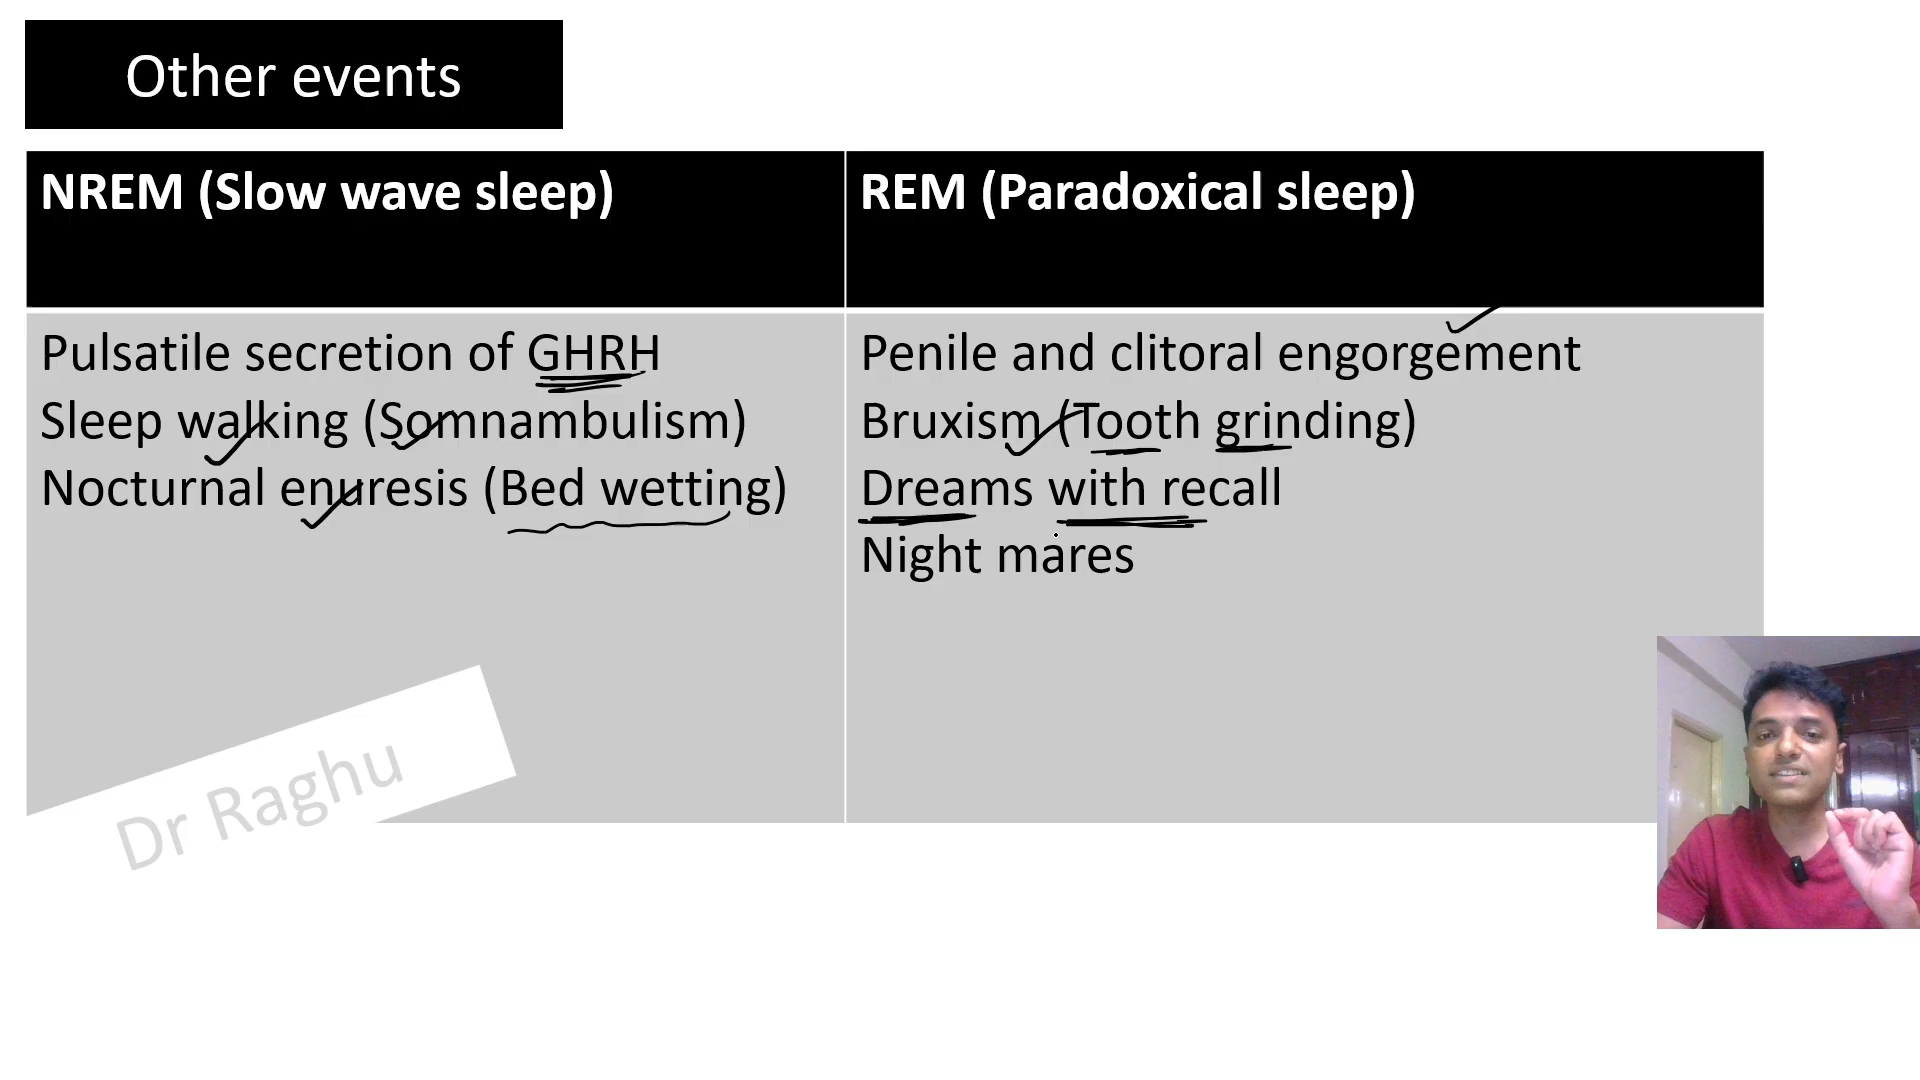 Other events
NREM (Slow wave sleep)
REM (Paradoxical sleep)
Pulsatile secretion of GHRH
Sleep walking (Somnambulism)
Nocturnal enuresis (Bed wetting)
Penile and clitoral engorgement
Bruxism (Tooth grinding)
Dreams with recall
Night mares
Dr Raghu